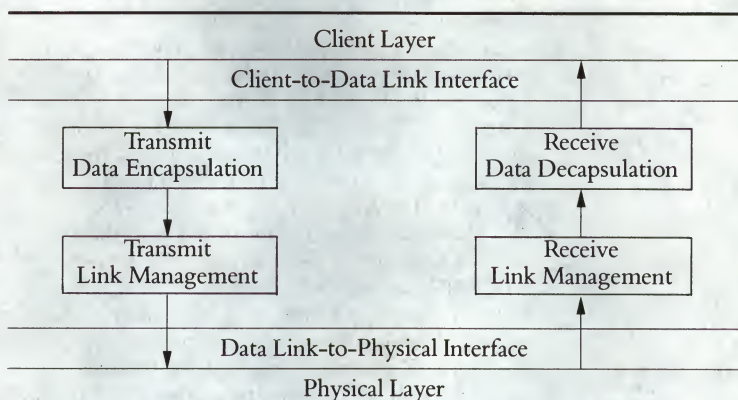 Client Layer
Client-to-Data Link Interface
Transmit
Data Encapsulation
Receive
Data Decapsulation
Transmit
Link Management
Receive
Link Management
Data Link-to-Physical Interface
Physical Layer